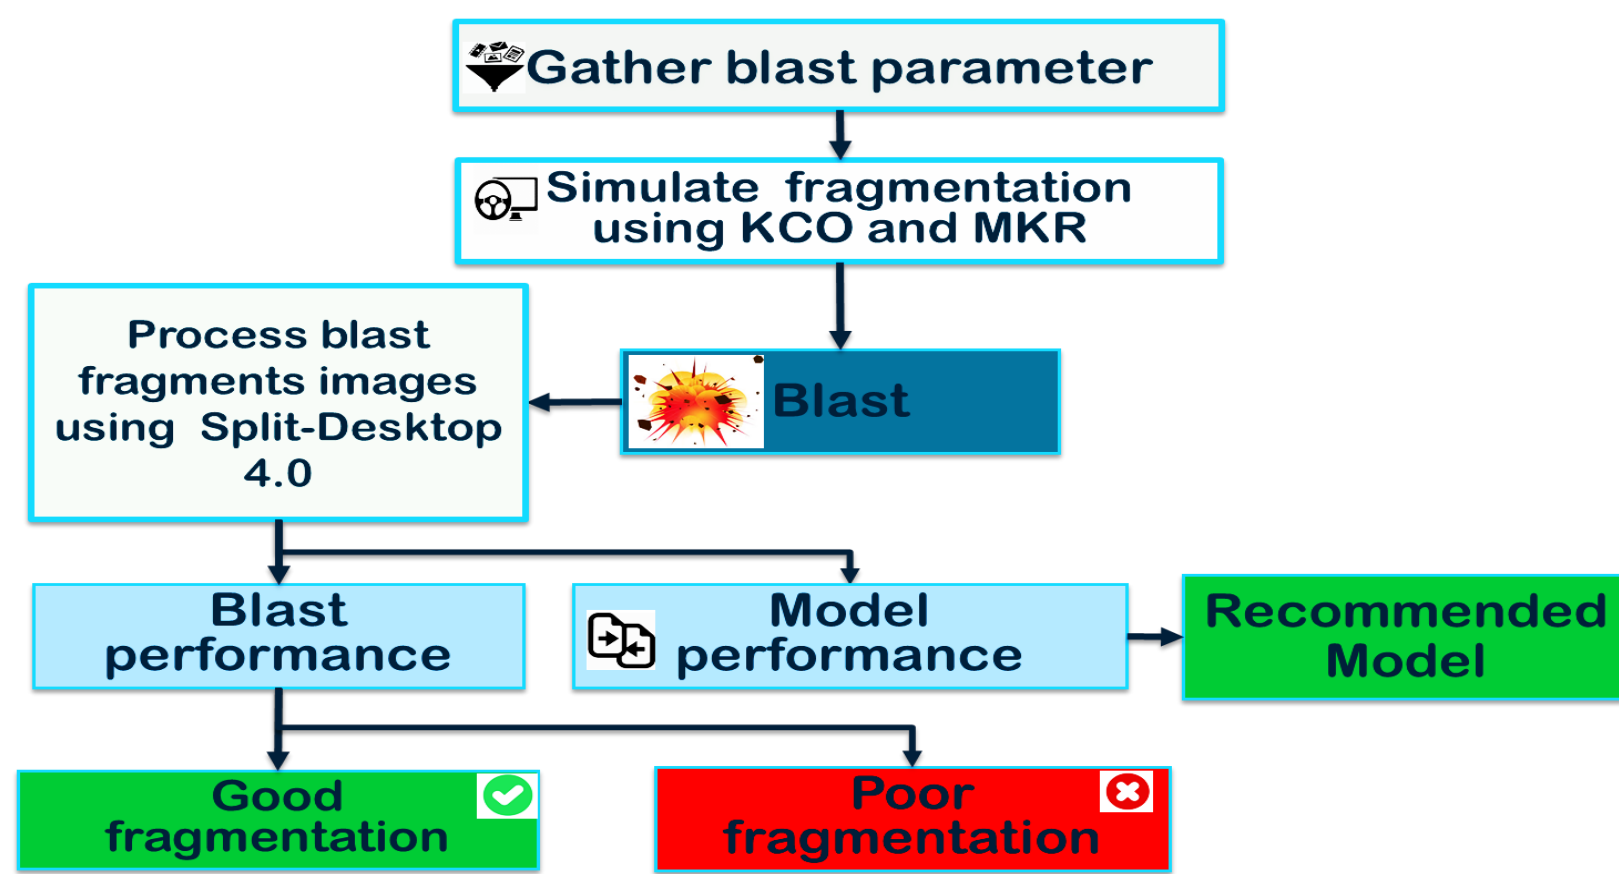 Gather blast parameter
Simulate  fragmentation
using KCO and MKR
Process blast
fragments images
using  Split-Desktop
4.0
Blast
Blast
performance
Model
performance
Recommended
Model
Good
fragmentation
Poor
fragmentation